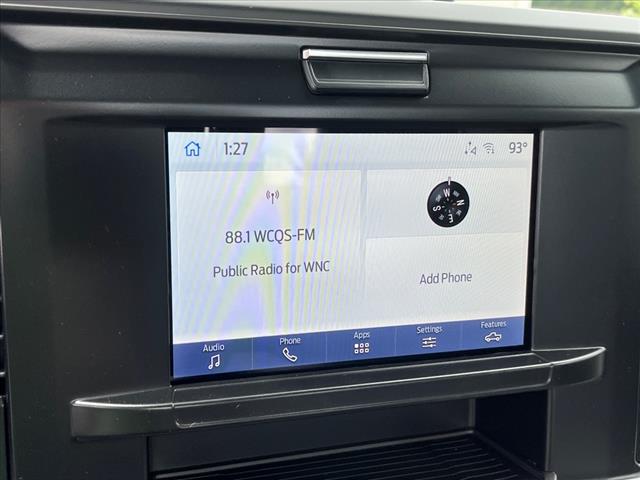 1:27
93°
88.1 WCQS-FM
Public Radio for WNC
S W N E
Add Phone
Audio
Phone
Apps
Settings
Features